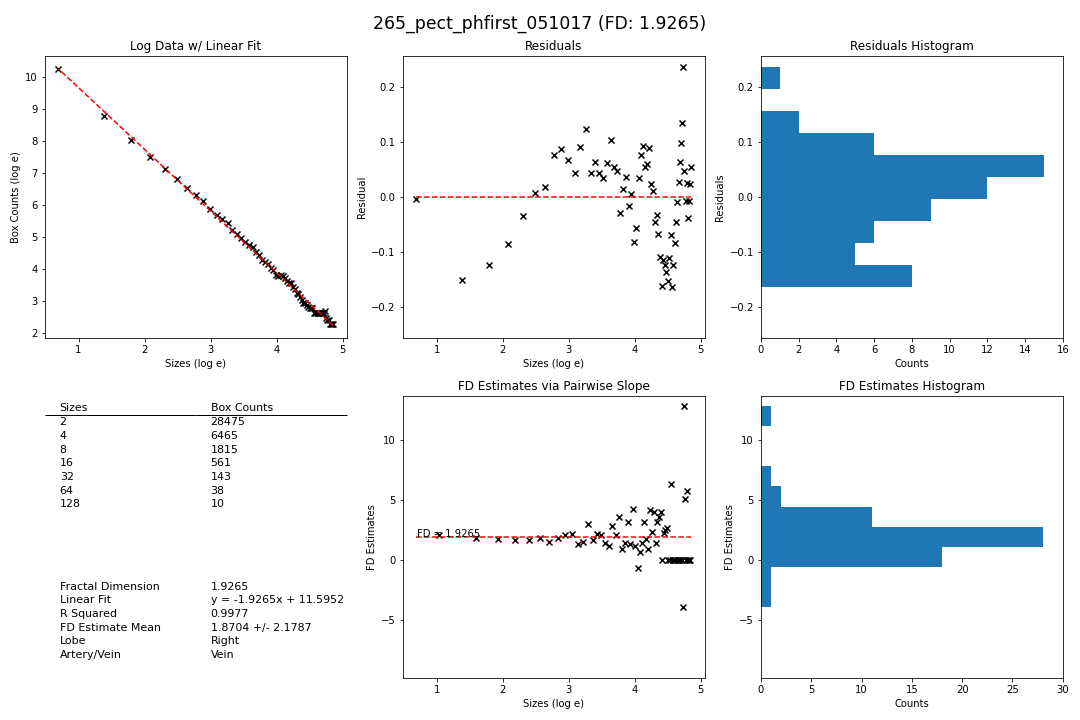 265_pect_phfirst_051017 (FD: 1.9265)
Log Data w/ Linear Fit
Box Counts (log e)
10
9
8
7
6
5
4
3
2
1 2 3 4 5
Sizes (log e)
Residuals
Residual
0.2
0.1
0.0
−0.1
−0.2
1 2 3 4 5
Sizes (log e)
Residuals Histogram
Residuals
0.2
0.1
0.0
−0.1
−0.2
0 2 4 6 8 10 12 14 16
Counts
Sizes Box Counts
2 28475
4 6465
8 1815
16 561
32 143
64 38
128 10
Fractal Dimension 1.9265
Linear Fit y = -1.9265x + 11.5952
R Squared 0.9977
FD Estimate Mean 1.8704 +/- 2.1787
Lobe Right
Artery/Vein Vein
FD Estimates via Pairwise Slope
FD Estimates
10
5
0
−5
FD = 1.9265
1 2 3 4 5
Sizes (log e)
FD Estimates Histogram
FD Estimates
10
5
0
−5
0 5 10 15 20 25 30
Counts